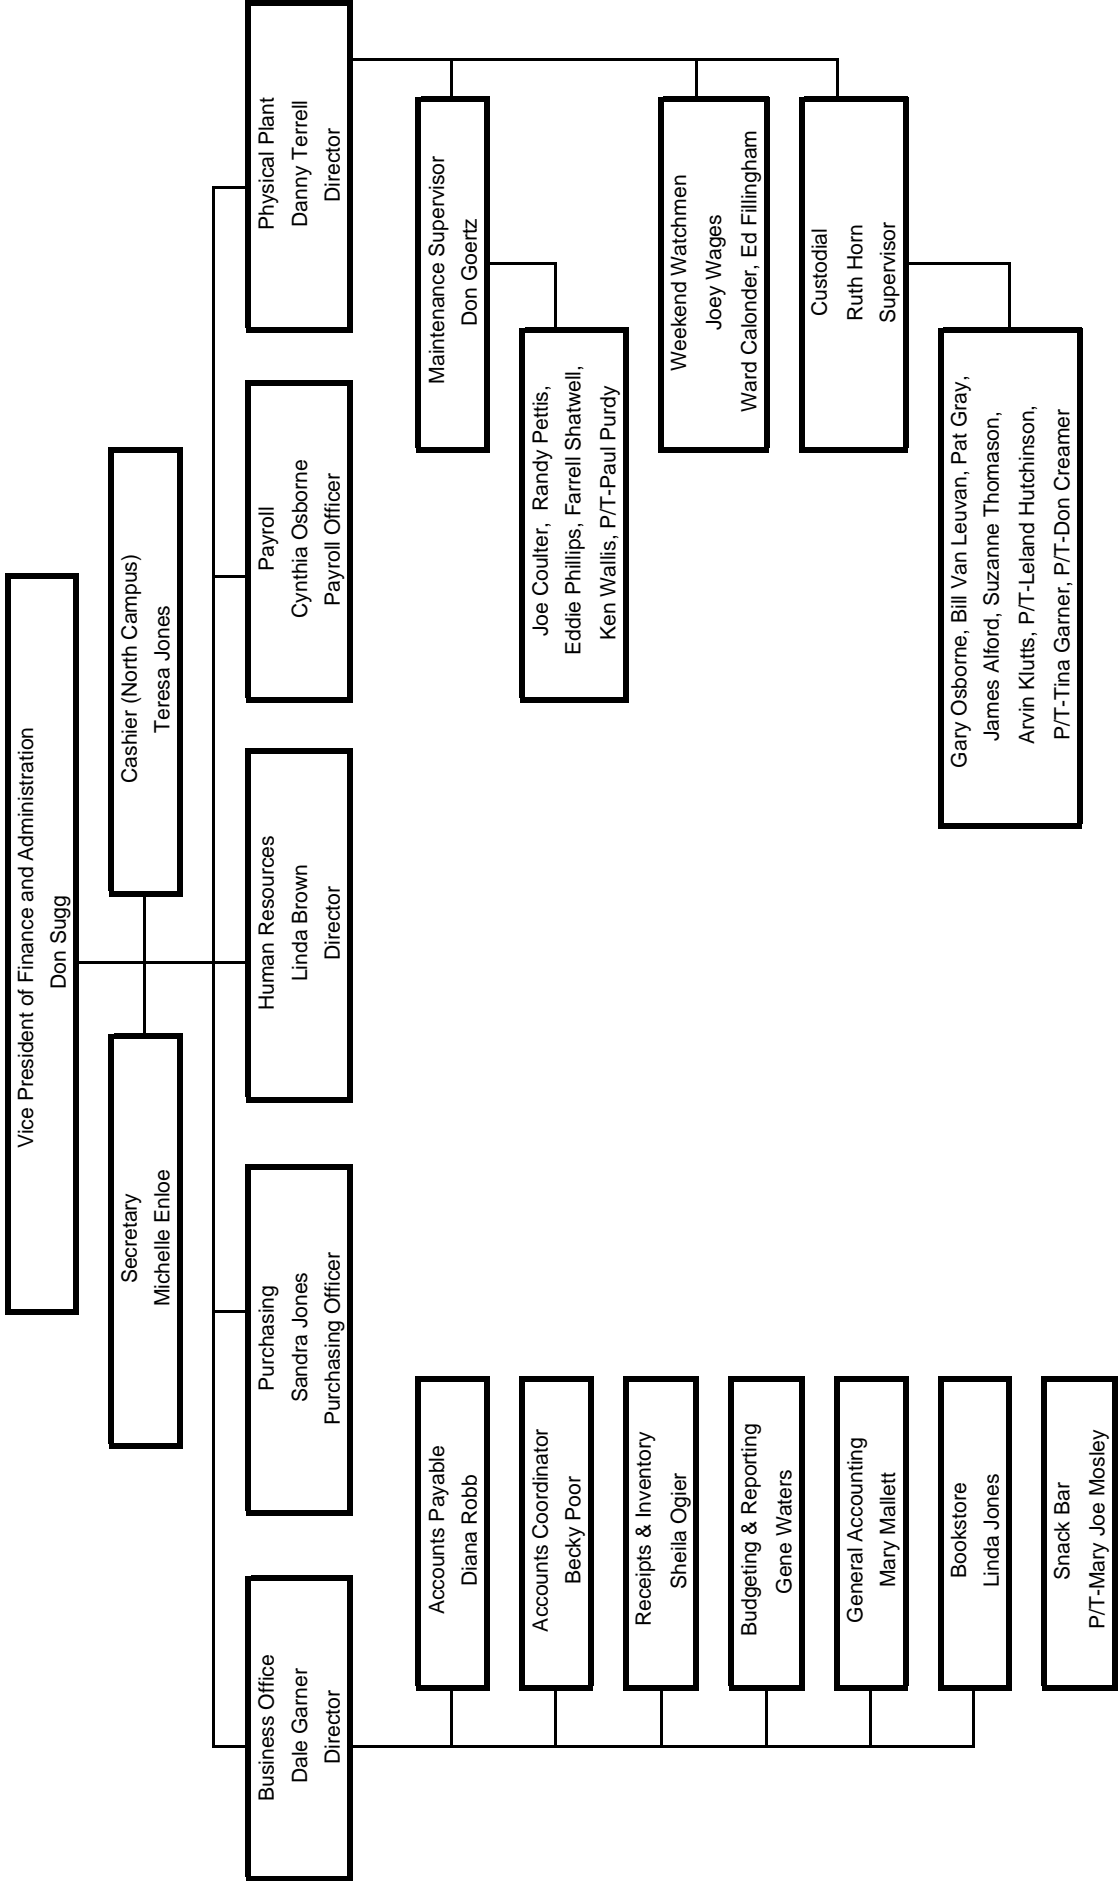 Vice President of Finance and Administration
Don Sugg
Secretary
Michelle Enloe
Cashier (North Campus)
Teresa Jones
Business Office
Dale Garner
Director
Purchasing
Sandra Jones
Purchasing Officer
Human Resources
Linda Brown
Director
Payroll
Cynthia Osborne
Payroll Officer
Physical Plant
Danny Terrell
Director
Accounts Payable
Diana Robb
Accounts Coordinator
Becky Poor
Receipts & Inventory
Sheila Ogier
Budgeting & Reporting
Gene Waters
General Accounting
Mary Mallett
Bookstore
Linda Jones
Snack Bar
P/T-Mary Joe Mosley
Maintenance Supervisor
Don Goertz
Joe Coulter, Randy Pettis,
Eddie Phillips, Farrell Shatwell,
Ken Wallis, P/T-Paul Purdy
Weekend Watchmen
Joey Wages
Ward Calonder, Ed Fillingham
Custodial
Ruth Horn
Supervisor
Gary Osborne, Bill Van Leuvan, Pat Gray,
James Alford, Suzanne Thomason,
Arvin Klutts, P/T-Leland Hutchinson,
P/T-Tina Garner, P/T-Don Creamer